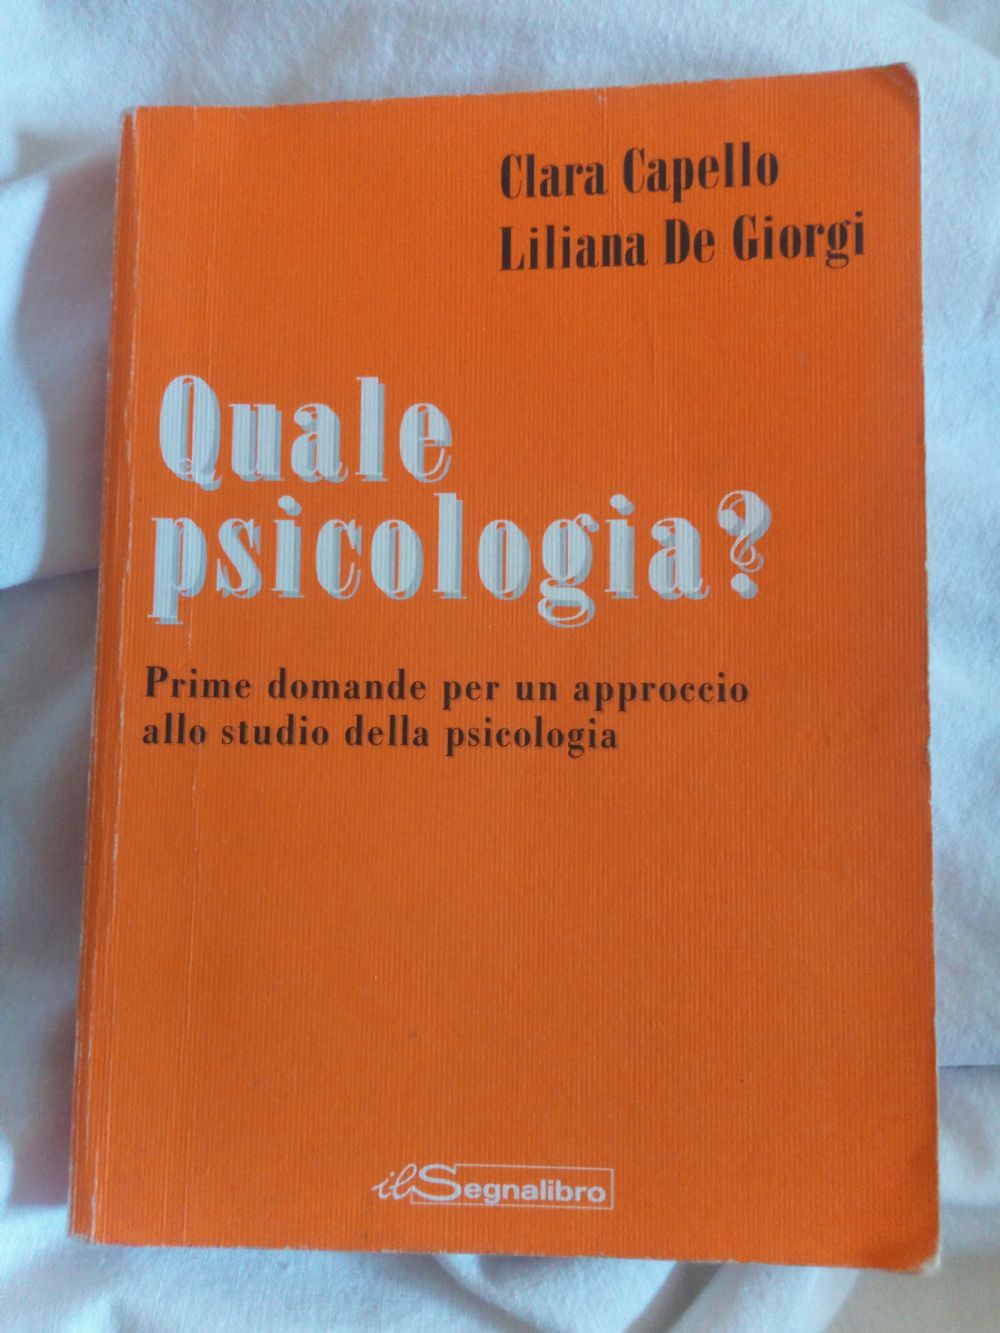 Clara Capello
Liliana De Giorgi
Quale
psicologia?
Prime domande per un approccio
allo studio della psicologia
il Segnalibro